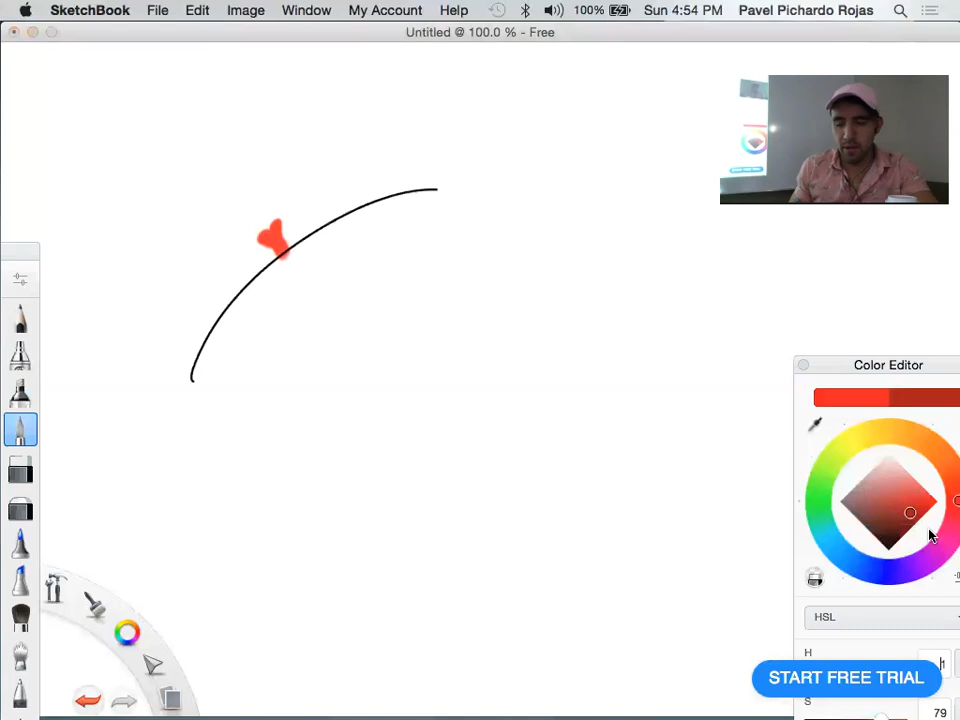 SketchBook File Edit Image Window My Account Help 100% Sun 4:54 PM Pavel Pichardo Rojas
Untitled @ 100.0 % - Free
Color Editor
HSL
H
START FREE TRIAL
S 79